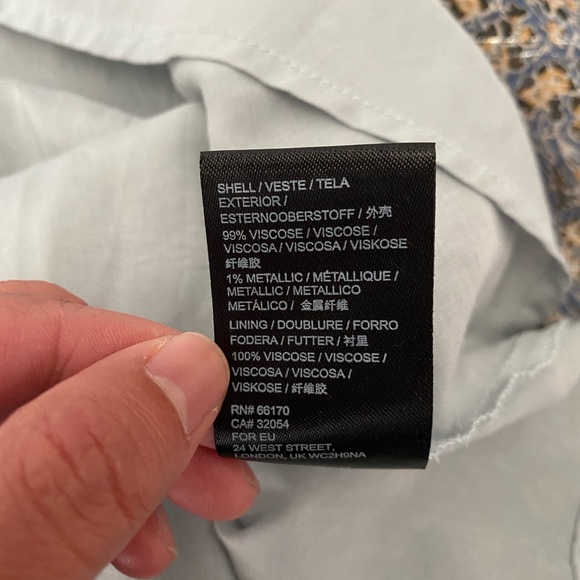 SHELL / VESTE / TELA
EXTERIOR /
ESTERNOOBERSTOFF / 外壳
99% VISCOSE / VISCOSE /
VISCOSA / VISCOSA / VISKOSE
纤维胶
1% METALLIC / MÉTALLIQUE /
METALLIC / METALLICO
METÁLICO / 金属纤维
LINING / DOUBLURE / FORRO
FODERA / FUTTER / 衬里
100% VISCOSE / VISCOSE /
VISCOSA / VISCOSA /
VISKOSE / 纤维胶
RN# 66170
CA# 32054
FOR EU
24 WEST STREET,
LONDON, UK WC2H9NA